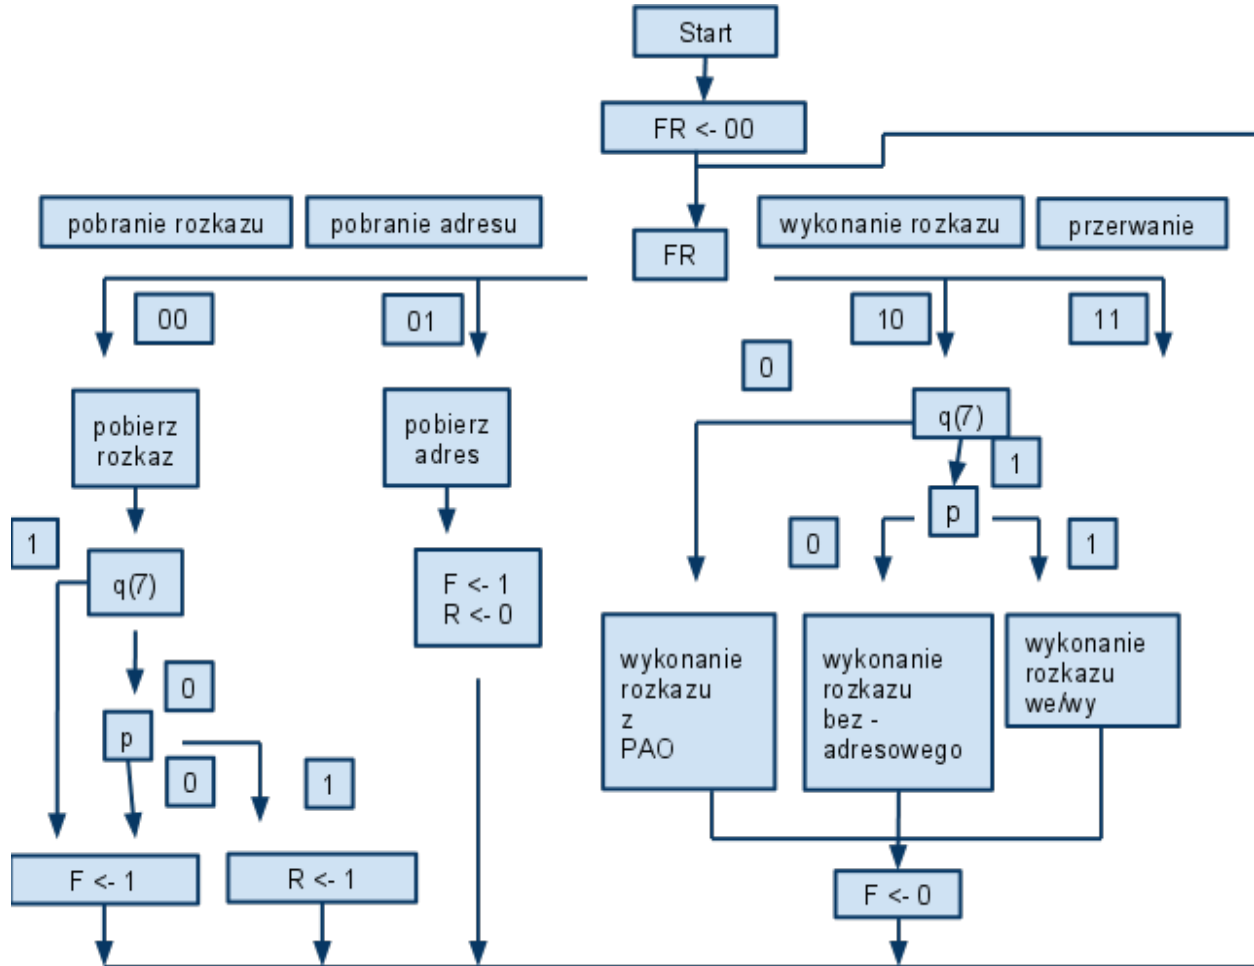 Start
FR <- 00
pobranie rozkazu
pobranie adresu
FR
wykonanie rozkazu
przerwanie
00
01
10
11
0
pobierz
rozkaz
pobierz
adres
q(7)
1
p
0
1
1
q(7)
F <- 1
R <- 0
0
p
0
1
wykonanie
rozkazu
z
PAO
wykonanie
rozkazu
bez -
adresowego
wykonanie
rozkazu
we/wy
F <- 1
R <- 1
F <- 0